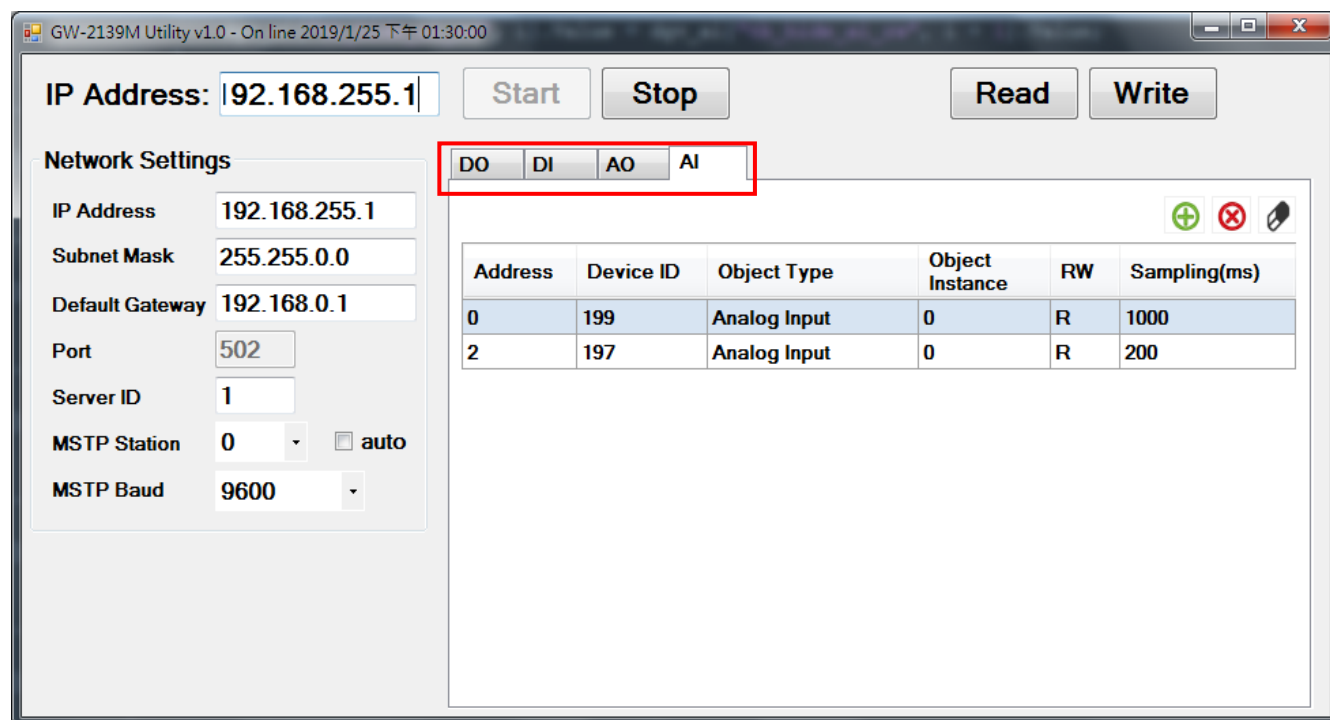 GW-2139M Utility v1.0 - On line 2019/1/25 下午 01:30:00
IP Address: 192.168.255.1 Start Stop Read Write
Network Settings
IP Address 192.168.255.1
Subnet Mask 255.255.0.0
Default Gateway 192.168.0.1
Port 502
Server ID 1
MSTP Station 0 auto
MSTP Baud 9600
DO DI AO AI
Address Device ID Object Type Object Instance RW Sampling(ms)
0 199 Analog Input 0 R 1000
2 197 Analog Input 0 R 200